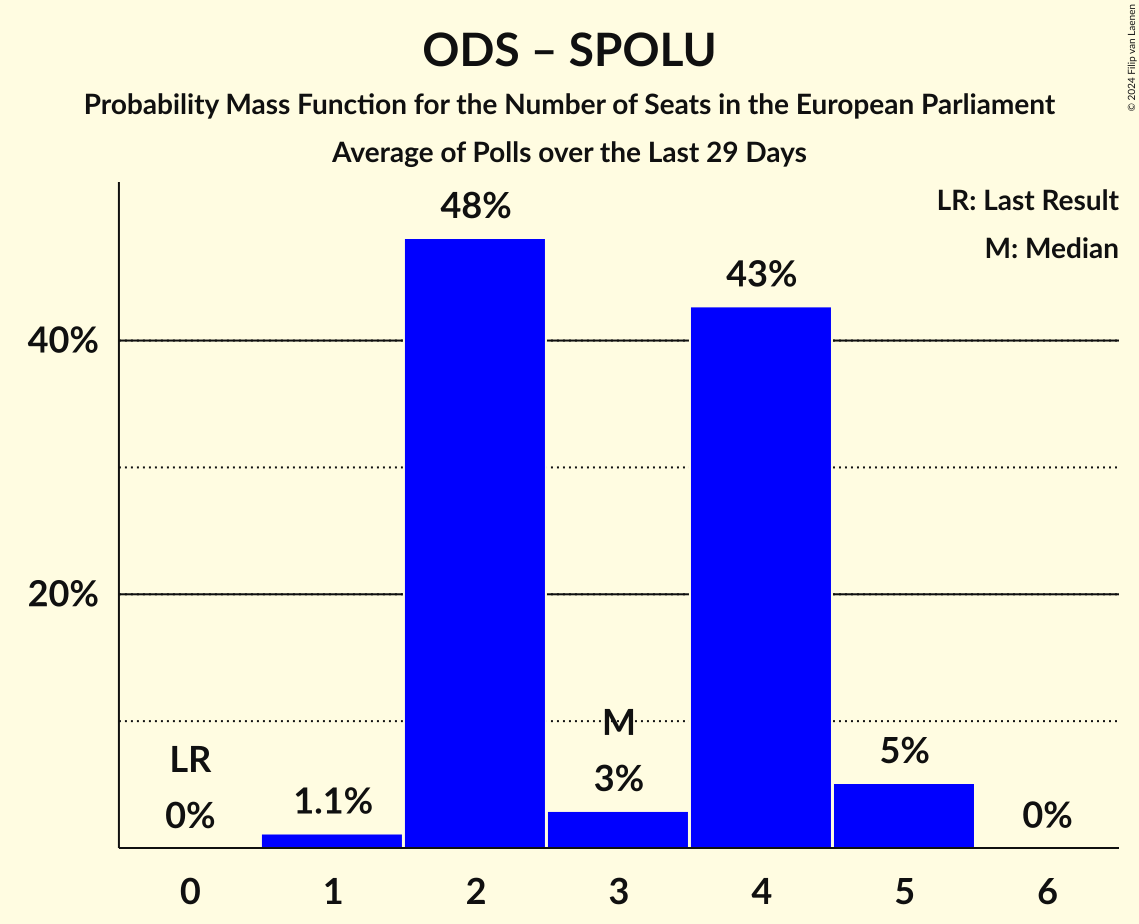 ODS – SPOLU
Probability Mass Function for the Number of Seats in the European Parliament
Average of Polls over the Last 29 Days
© 2024 Filip van Laenen
LR: Last Result
M: Median
48%
43%
40%
20%
M
LR
5%
3%
1.1%
0%
0%
0 1 2 3 4 5 6